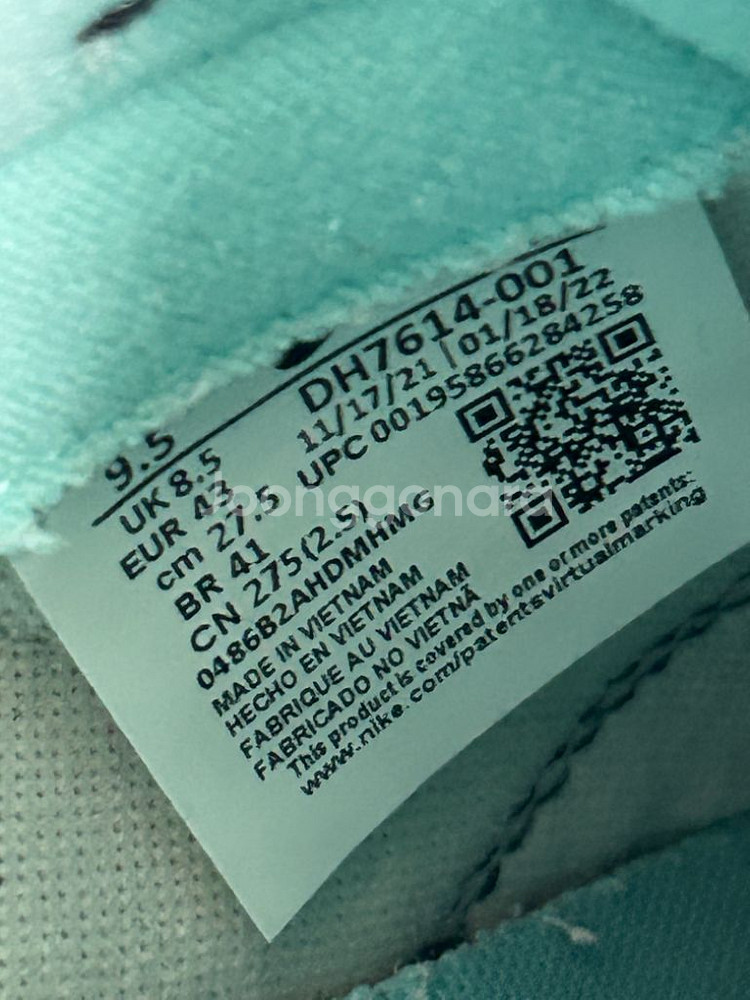 DH7614-001
11/17/21 | 01/18/22
UPC 00195866284258
9.5
UK 8.5
EUR 43
cm 27.5
BR 41
CN 275(2.5)
0486B2AHDMHMG
MADE IN VIETNAM
HECHO EN VIETNAM
FABRIQUE AU VIETNAM
FABRICADO NO VIETNÃ
This product is covered by one or more patents:
www.nike.com/patentsvirtualmarking
Joonggonara